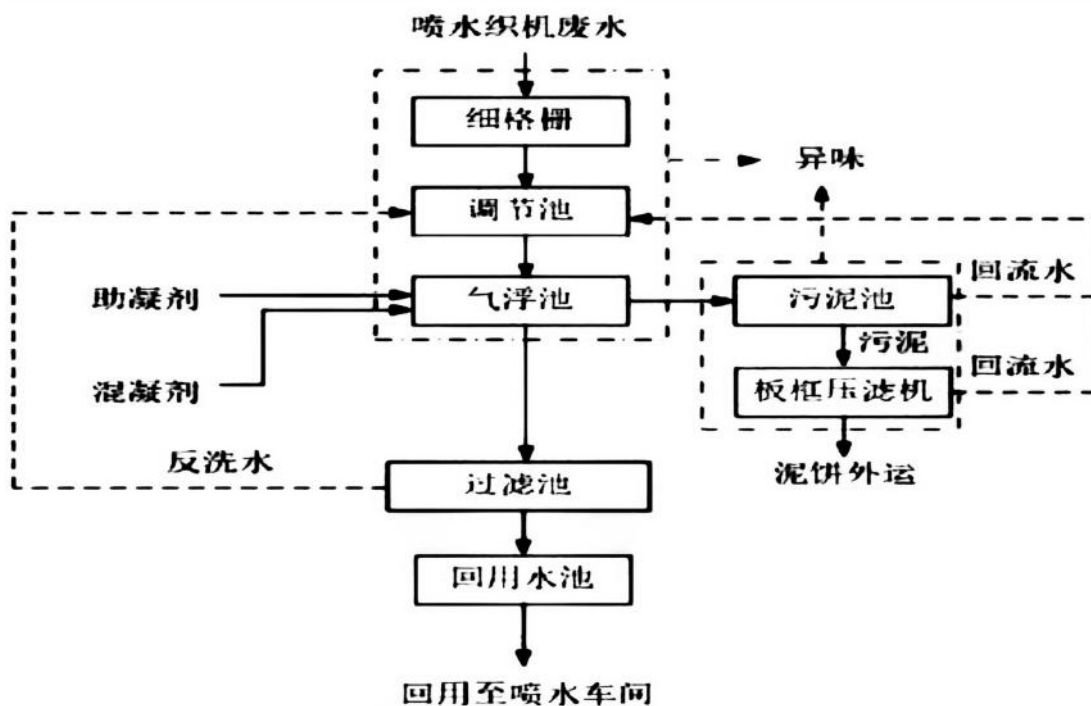 喷水织机废水
细格栅
异味
调节池
助凝剂
气浮池
污泥池
回流水
污泥
混凝剂
板框压滤机
回流水
反洗水
过滤池
泥饼外运
回用水池
回用至喷水车间